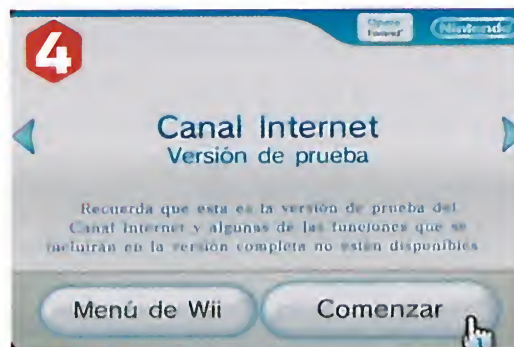 4
Opera
Nintendo
Canal Internet
Versión de prueba
Recuerda que esta es la versión de prueba del
Canal Internet y algunas de las funciones que se
incluirán en la versión completa no están disponibles
Menú de Wii
Comenzar
1